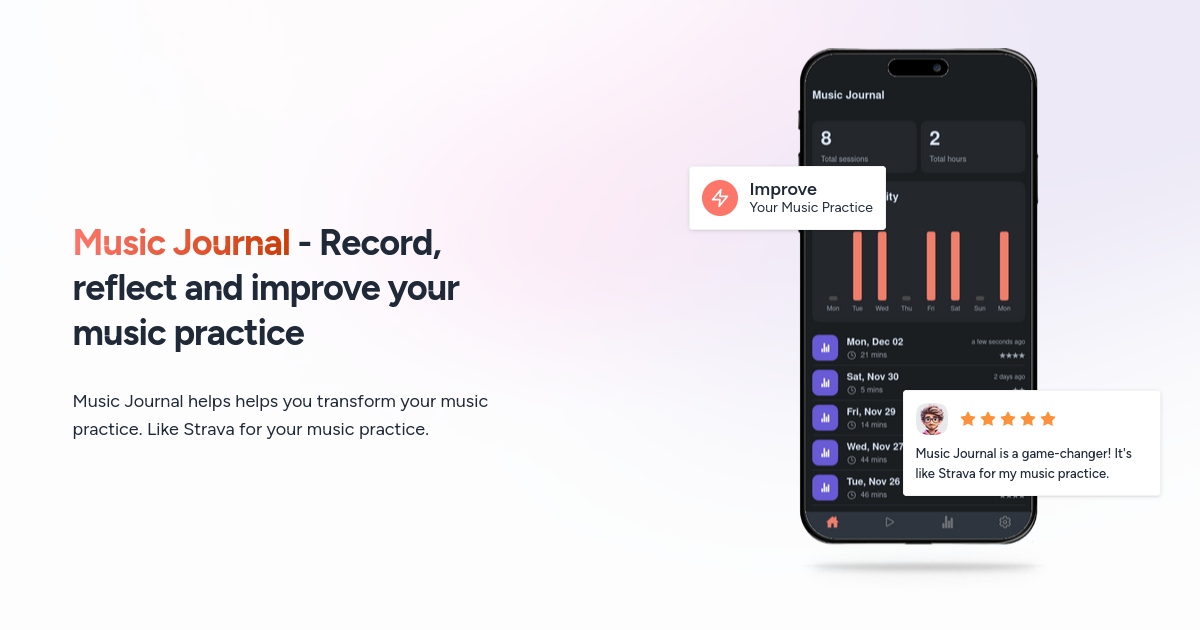 Music Journal - Record,
reflect and improve your
music practice
Music Journal helps helps you transform your music
practice. Like Strava for your music practice.
Music Journal
8
Total sessions
2
Total hours
Improve
Your Music Practice
ity
Mon Tue Wed Thu Fri Sat Sun Mon
Mon, Dec 02
a few seconds ago
21 mins
★★★★
Sat, Nov 30
2 days ago
5 mins
Fri, Nov 29
14 mins
Wed, Nov 27
44 mins
Tue, Nov 26
46 mins
Music Journal is a game-changer! It's
like Strava for my music practice.